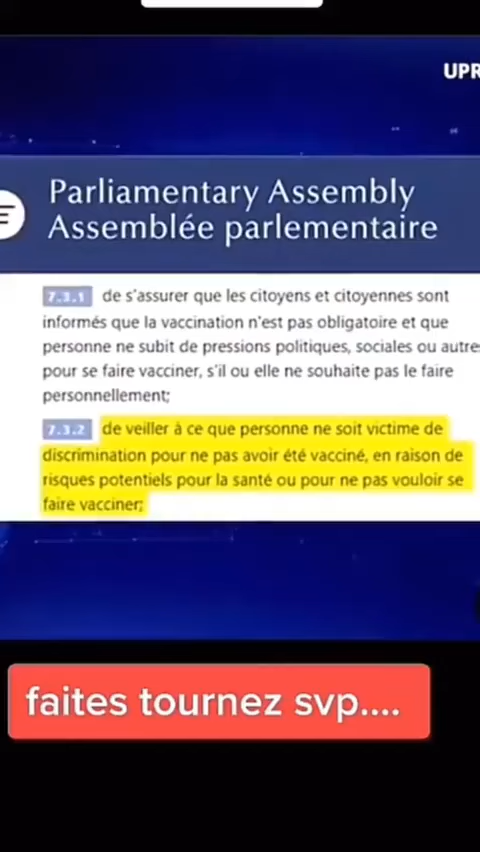 UPR
Parliamentary Assembly
Assemblée parlementaire
7.3.1 de s'assurer que les citoyens et citoyennes sont
informés que la vaccination n'est pas obligatoire et que
personne ne subit de pressions politiques, sociales ou autre
pour se faire vacciner, s'il ou elle ne souhaite pas le faire
personnellement;
7.3.2 de veiller à ce que personne ne soit victime de
discrimination pour ne pas avoir été vacciné, en raison de
risques potentiels pour la santé ou pour ne pas vouloir se
faire vacciner;
faites tournez svp....